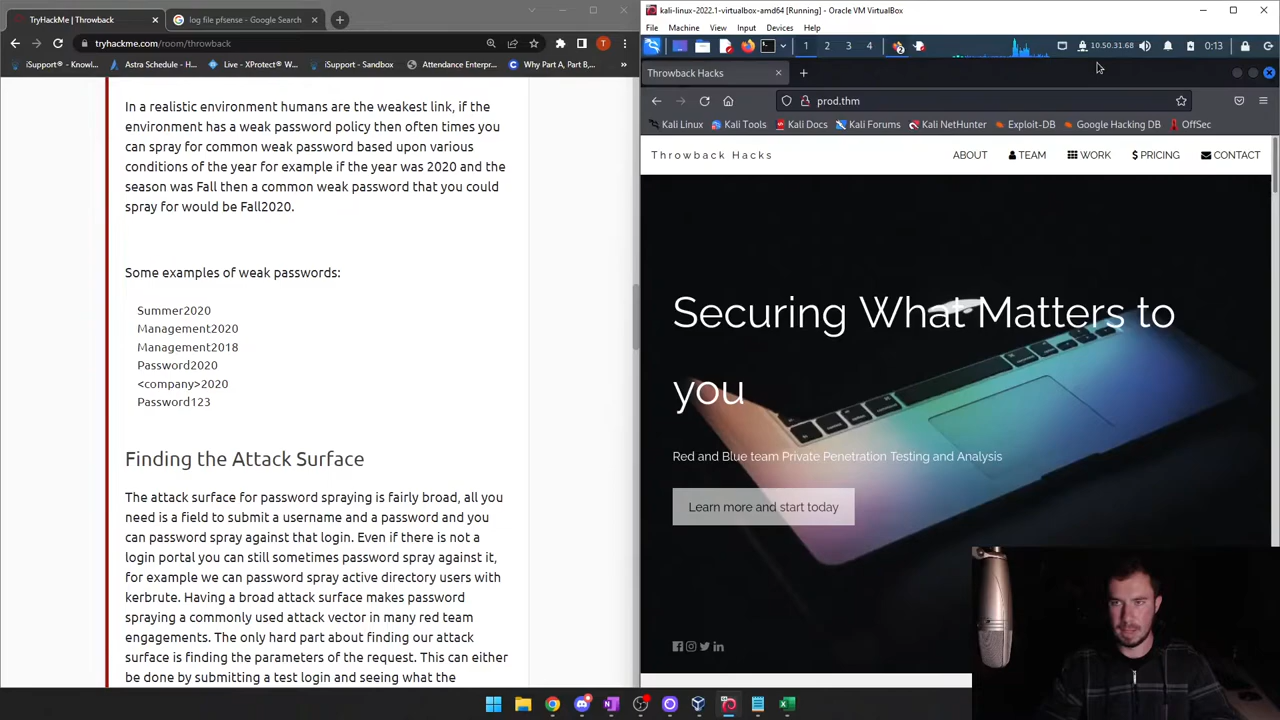 TryHackMe | Throwback
log file pfsense - Google Search
tryhackme.com/room/throwback
iSupport® - Knowl...
Astra Schedule - H...
Live - XProtect® W...
iSupport - Sandbox
Attendance Enterpr...
Why Part A, Part B,...
T
In a realistic environment humans are the weakest link, if the
environment has a weak password policy then often times you
can spray for common weak password based upon various
conditions of the year for example if the year was 2020 and the
season was Fall then a common weak password that you could
spray for would be Fall2020.
Some examples of weak passwords:
Summer2020
Management2020
Management2018
Password2020
<company>2020
Password123
Finding the Attack Surface
The attack surface for password spraying is fairly broad, all you
need is a field to submit a username and a password and you
can password spray against that login. Even if there is not a
login portal you can still sometimes password spray against it,
for example we can password spray active directory users with
kerbrute. Having a broad attack surface makes password
spraying a commonly used attack vector in many red team
engagements. The only hard part about finding our attack
surface is finding the parameters of the request. This can either
be done by submitting a test login and seeing what the
kali-linux-2022.1-virtualbox-amd64 [Running] - Oracle VM VirtualBox
File Machine View Input Devices Help
1 2 3 4 10.50.31.68 0:13
Throwback Hacks
prod.thm
Kali Linux Kali Tools Kali Docs Kali Forums Kali NetHunter Exploit-DB Google Hacking DB OffSec
Throwback Hacks ABOUT TEAM WORK $ PRICING CONTACT
Securing What Matters to
you
Red and Blue team Private Penetration Testing and Analysis
Learn more and start today